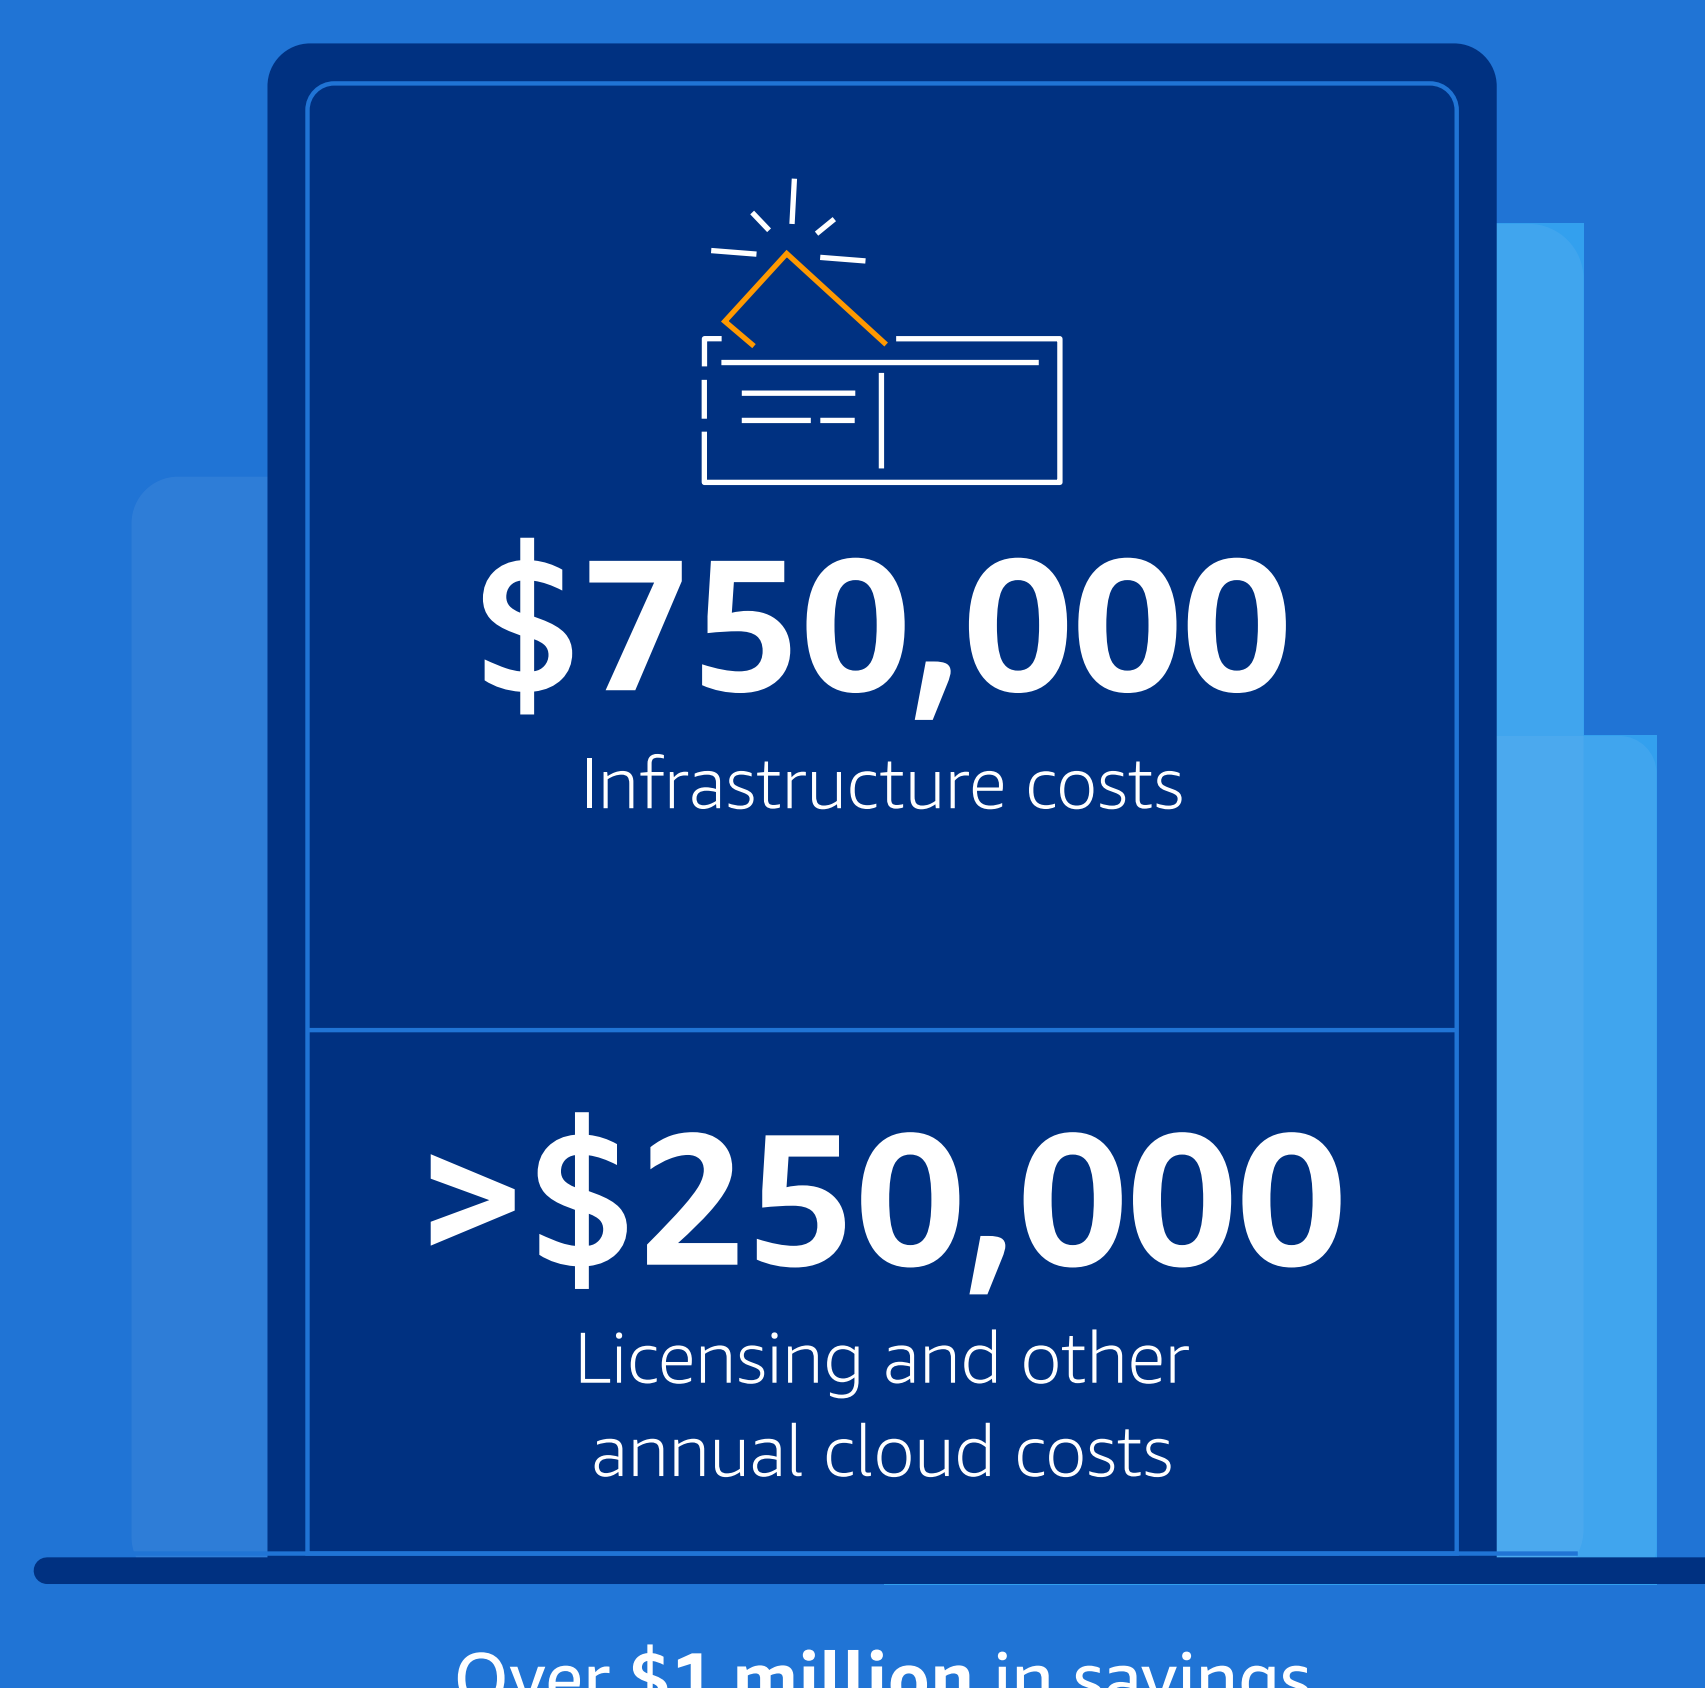 $750,000
Infrastructure costs
>$250,000
Licensing and other
annual cloud costs
Over $1 million in savings